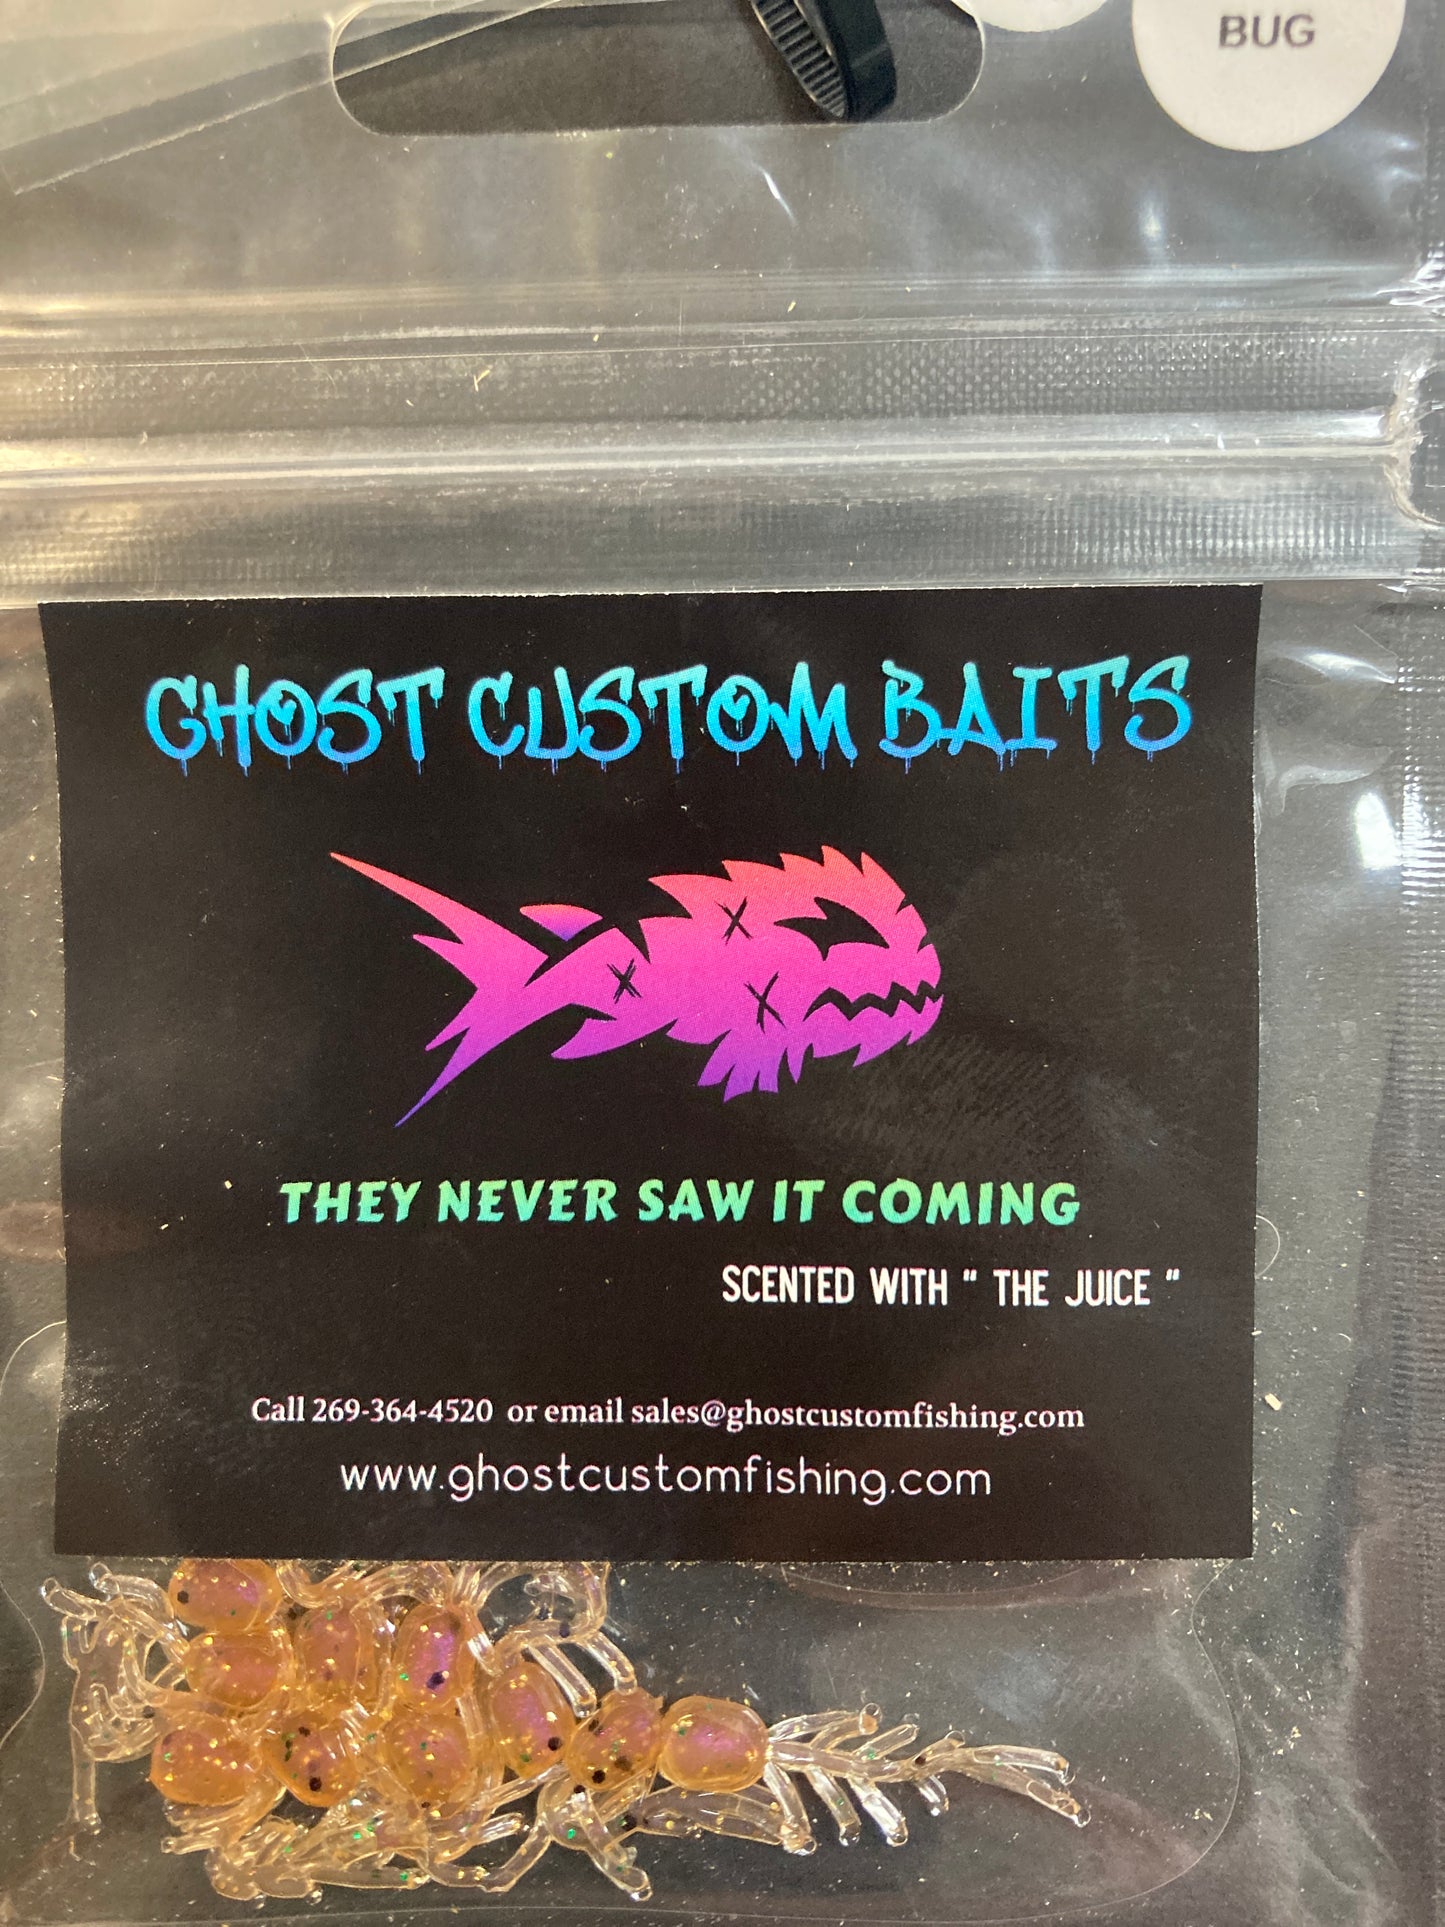 BUG
GHOST CUSTOM BAITS
THEY NEVER SAW IT COMING
SCENTED WITH " THE JUICE "
Call 269-364-4520 or email sales@ghostcustomfishing.com
www.ghostcustomfishing.com